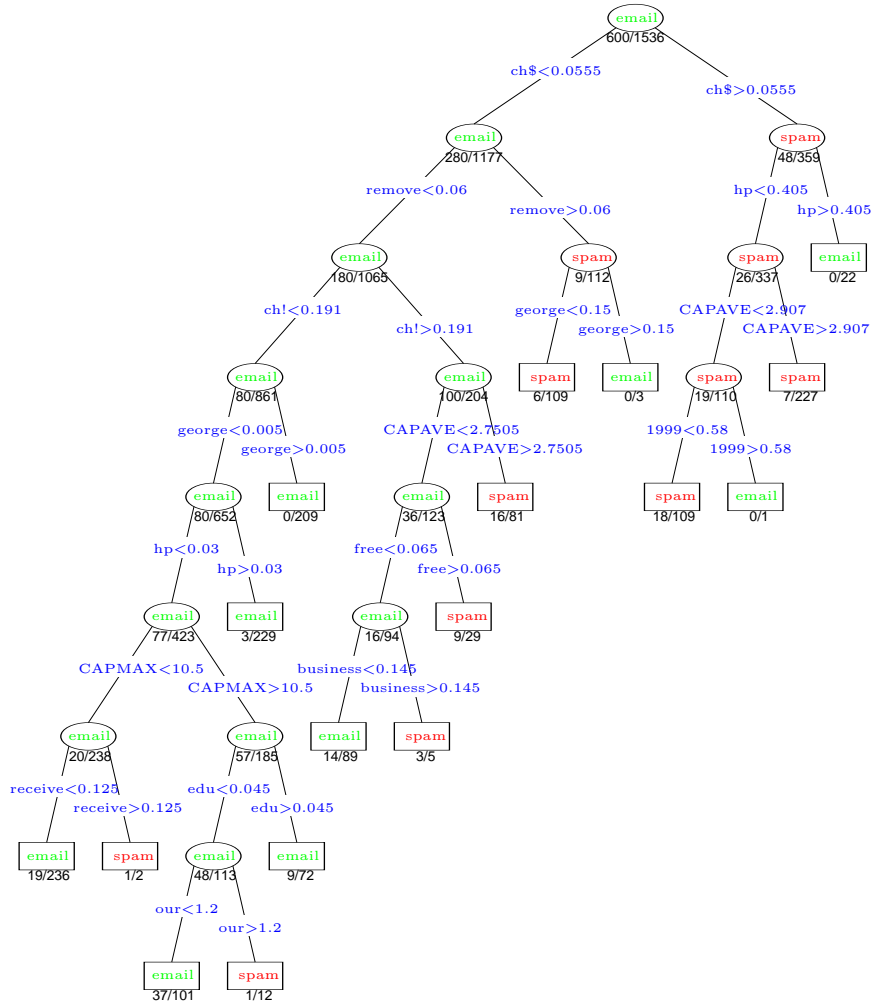 email
600/1536
ch$<0.0555
ch$>0.0555
email
280/1177
spam
48/359
remove<0.06
remove>0.06
hp<0.405
hp>0.405
email
180/1065
spam
9/112
spam
26/337
email
0/22
ch!<0.191
ch!>0.191
george<0.15
george>0.15
CAPAVE<2.907
CAPAVE>2.907
email
80/861
email
100/204
spam
6/109
email
0/3
spam
19/110
spam
7/227
george<0.005
george>0.005
CAPAVE<2.7505
CAPAVE>2.7505
1999<0.58
1999>0.58
email
80/652
email
0/209
email
36/123
spam
16/81
spam
18/109
email
0/1
hp<0.03
hp>0.03
free<0.065
free>0.065
email
77/423
email
3/229
email
16/94
spam
9/29
CAPMAX<10.5
CAPMAX>10.5
business<0.145
business>0.145
email
20/238
email
57/185
email
14/89
spam
3/5
receive<0.125
receive>0.125
edu<0.045
edu>0.045
email
19/236
spam
1/2
email
48/113
email
9/72
our<1.2
our>1.2
email
37/101
spam
1/12